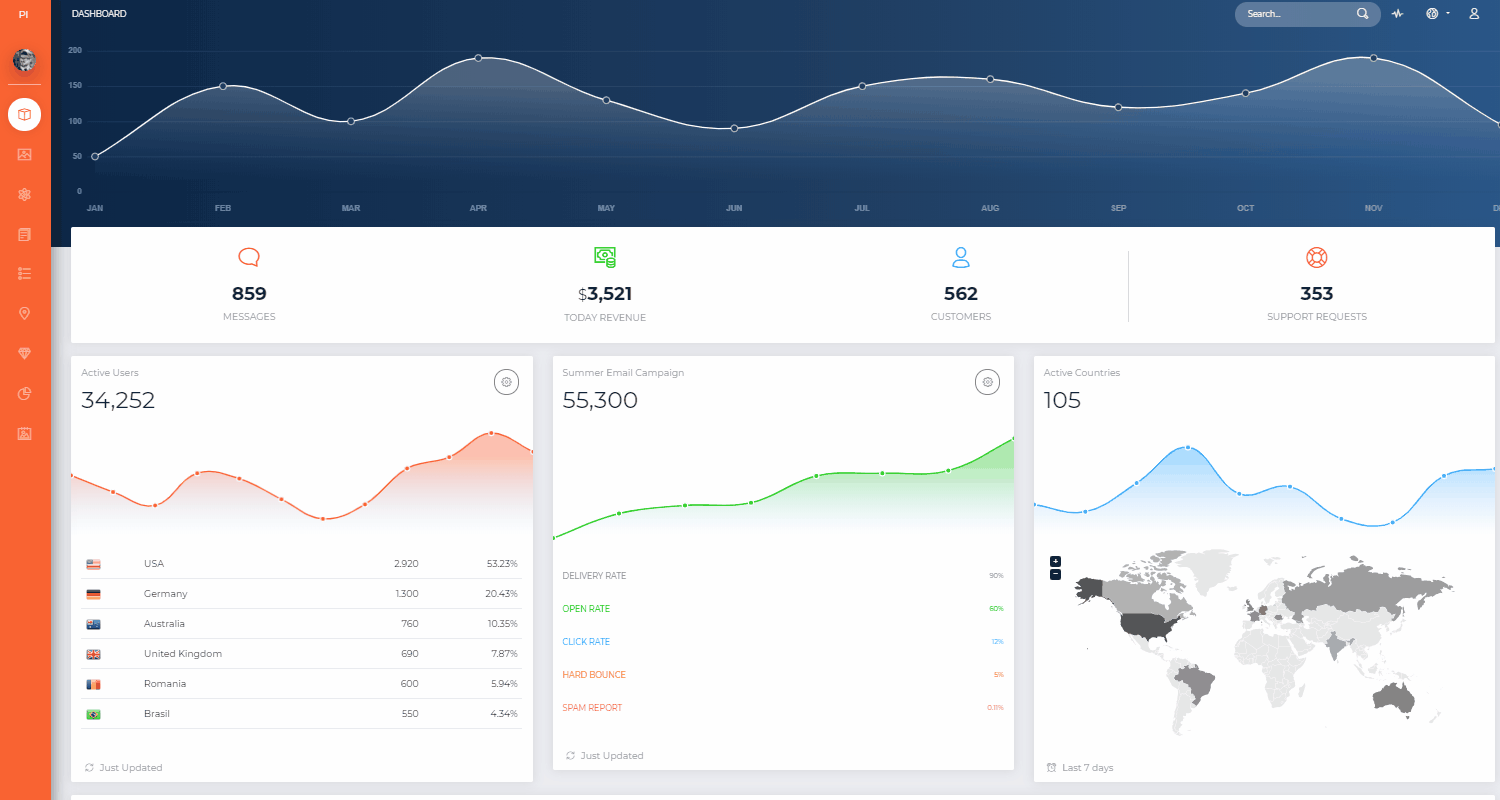 PI
DASHBOARD
Search...
200
150
100
50
0
JAN FEB MAR APR MAY JUN JUL AUG SEP OCT NOV
859
MESSAGES
$3,521
TODAY REVENUE
562
CUSTOMERS
353
SUPPORT REQUESTS
Active Users
34,252
USA 2.920 53.23%
Germany 1.300 20.43%
Australia 760 10.35%
United Kingdom 690 7.87%
Romania 600 5.94%
Brasil 550 4.34%
Just Updated
Summer Email Campaign
55,300
DELIVERY RATE 90%
OPEN RATE 60%
CLICK RATE 12%
HARD BOUNCE 5%
SPAM REPORT 0.11%
Just Updated
Active Countries
105
+
−
Last 7 days